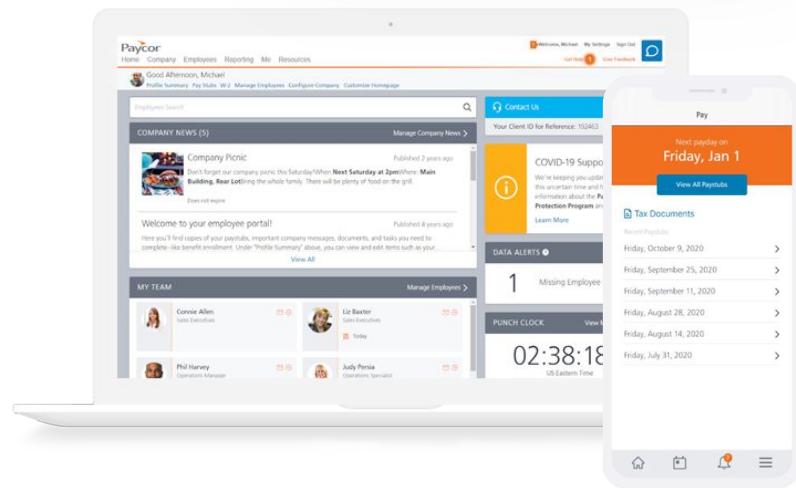 Paycor
Welcome, Michael My Settings Sign Out
Home Company Employees Reporting Me Resources
Get Help 1 Give Feedback
Good Afternoon, Michael
Profile Summary Pay Stubs W-2 Manage Employees Configure Company Customize Homepage
Employees Search
COMPANY NEWS (5) Manage Company News
Company Picnic Published 2 years ago
Don't forget our company picnic this Saturday!When Next Saturday at 2pmWhere: Main
Building, Rear Lot Bring the whole family. There will be plenty of food on the grill.
Does not expire
Welcome to your employee portal! Published 8 years ago
Here you'll find copies of your paystubs, important company messages, documents, and tasks you need to
complete-like benefit enrollment. Under "Profile Summary" above, you can view and edit items such as your
View All
MY TEAM Manage Employees
Connie Allen
Sales Executives
Liz Baxter
Sales Executives
Today
Phil Harvey
Operations Manager
Judy Persia
Operations Specialist
Contact Us
Your Client ID for Reference: 152463
COVID-19 Suppo
We're keeping you upda
this uncertain time and f
information about the Pa
Protection Program an
Learn More
DATA ALERTS
1 Missing Employee
PUNCH CLOCK View M
02:38:18
US Eastern Time
Pay
Next payday on
Friday, Jan 1
View All Paystubs
Tax Documents
Recent Paystubs
Friday, October 9, 2020
Friday, September 25, 2020
Friday, September 11, 2020
Friday, August 28, 2020
Friday, August 14, 2020
Friday, July 31, 2020